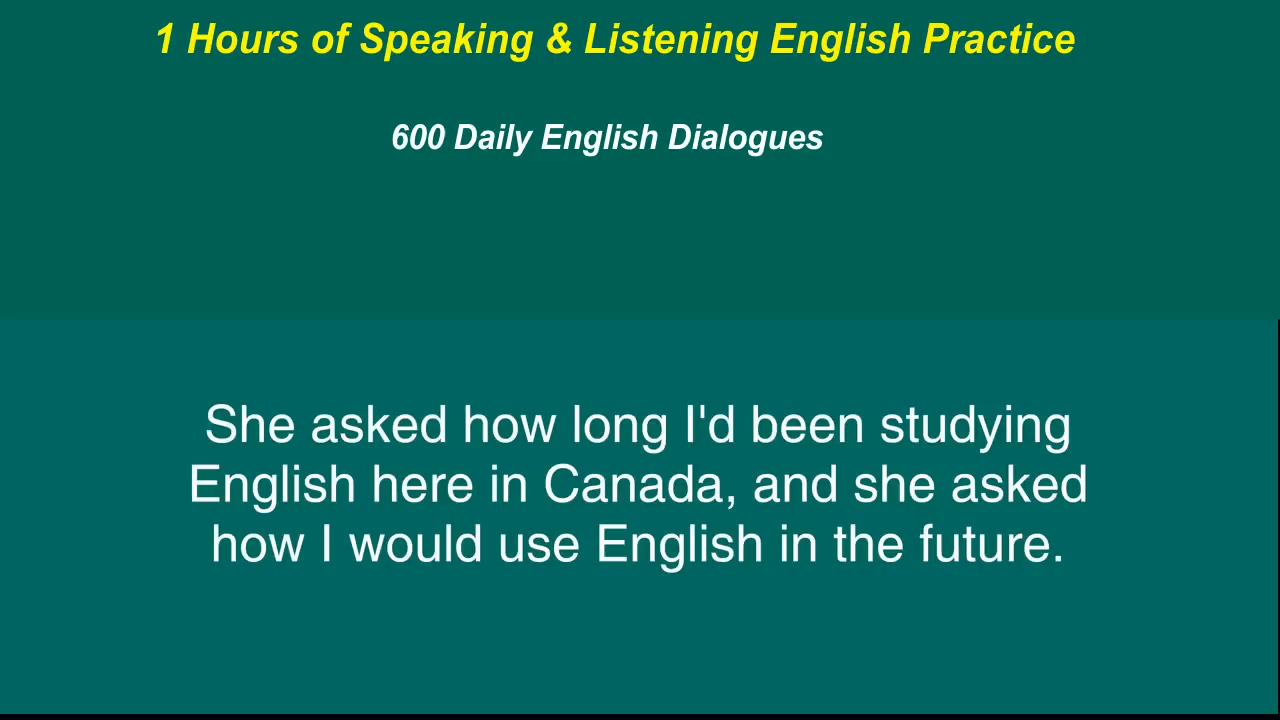 1 Hours of Speaking & Listening English Practice
600 Daily English Dialogues
She asked how long I'd been studying
English here in Canada, and she asked
how I would use English in the future.